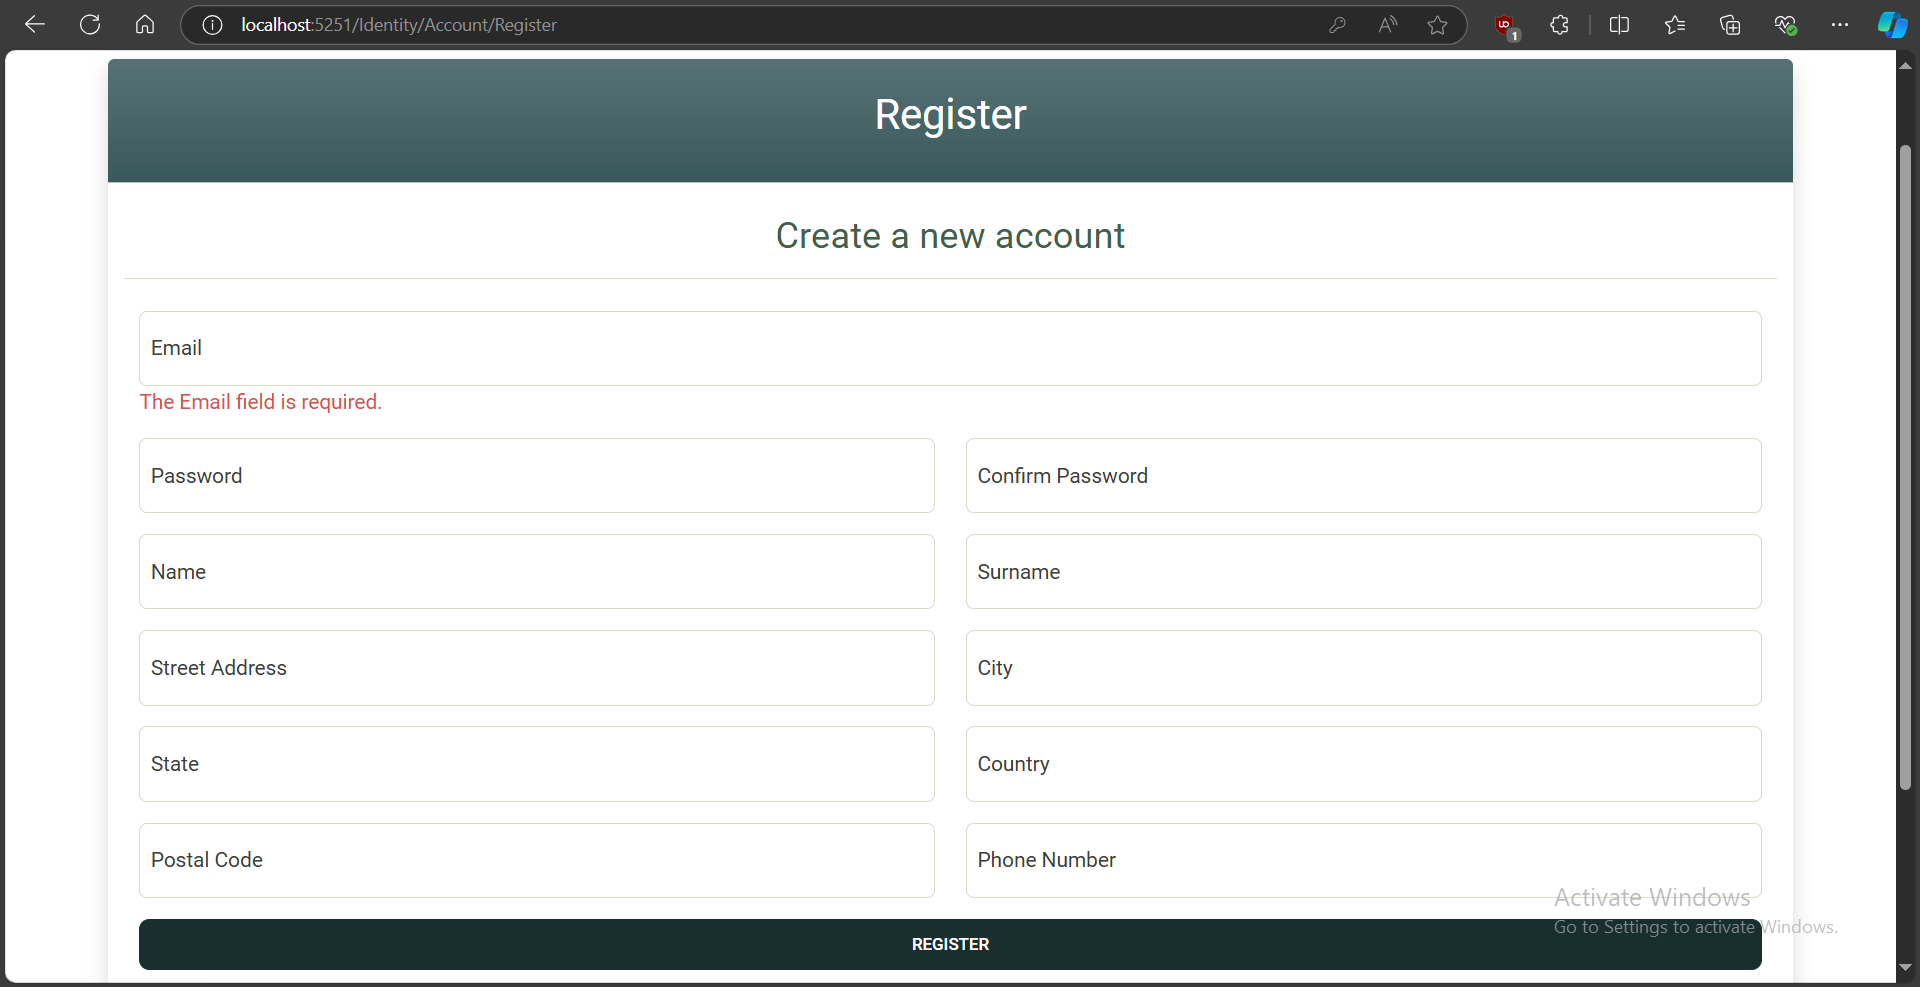 localhost:5251/Identity/Account/Register
1
Register
Create a new account
Email
The Email field is required.
Password
Confirm Password
Name
Surname
Street Address
City
State
Country
Postal Code
Phone Number
REGISTER
Activate Windows
Go to Settings to activate Windows.